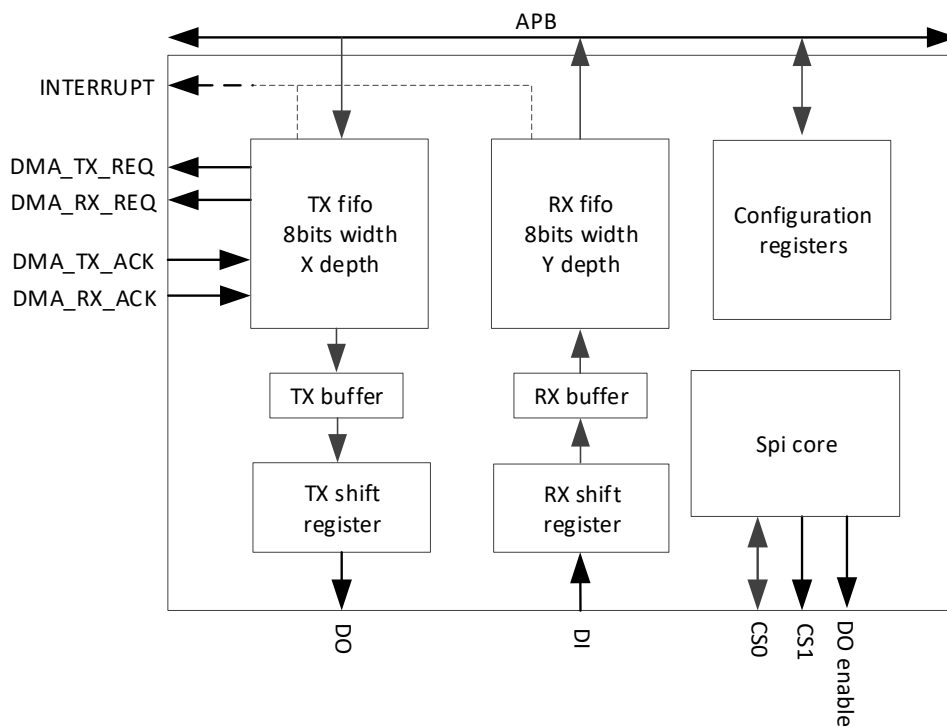 APB
INTERRUPT
DMA_TX_REQ
DMA_RX_REQ
DMA_TX_ACK
DMA_RX_ACK
TX fifo
8bits width
X depth
RX fifo
8bits width
Y depth
Configuration
registers
TX buffer
RX buffer
Spi core
TX shift
register
RX shift
register
DO
DI
CS0
CS1
DO enable